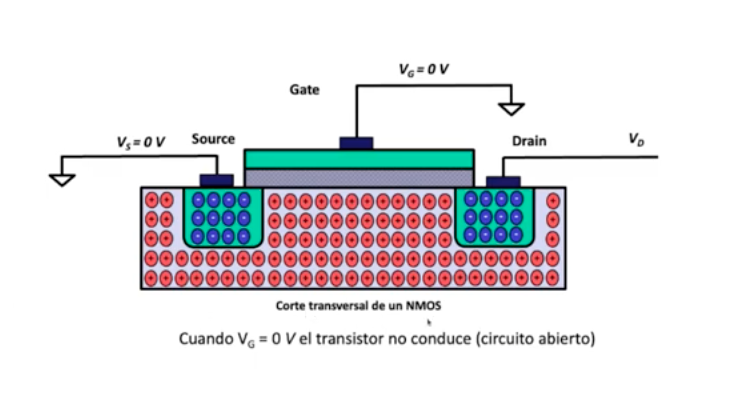 V_G = 0 V
Gate
V_S = 0 V
Source
Drain
V_D
Corte transversal de un NMOS
Cuando V_G = 0 V el transistor no conduce (circuito abierto)